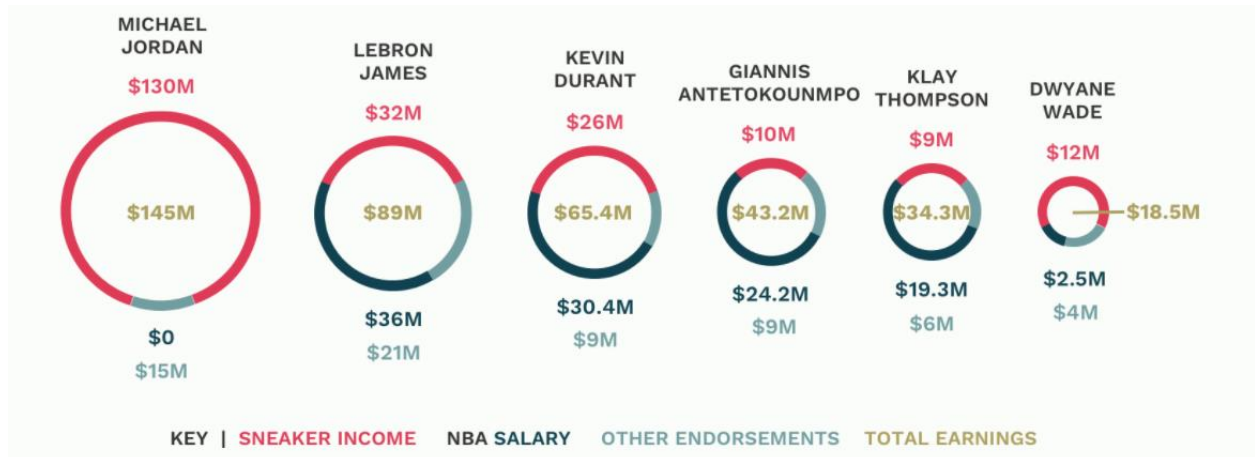 MICHAEL
JORDAN
$130M
$145M
$0
$15M
LEBRON
JAMES
$32M
$89M
$36M
$21M
KEVIN
DURANT
$26M
$65.4M
$30.4M
$9M
GIANNIS
ANTETOKOUNMPO
$10M
$43.2M
$24.2M
$9M
KLAY
THOMPSON
$9M
$34.3M
$19.3M
$6M
DWYANE
WADE
$12M
$18.5M
$2.5M
$4M
KEY | SNEAKER INCOME NBA SALARY OTHER ENDORSEMENTS TOTAL EARNINGS